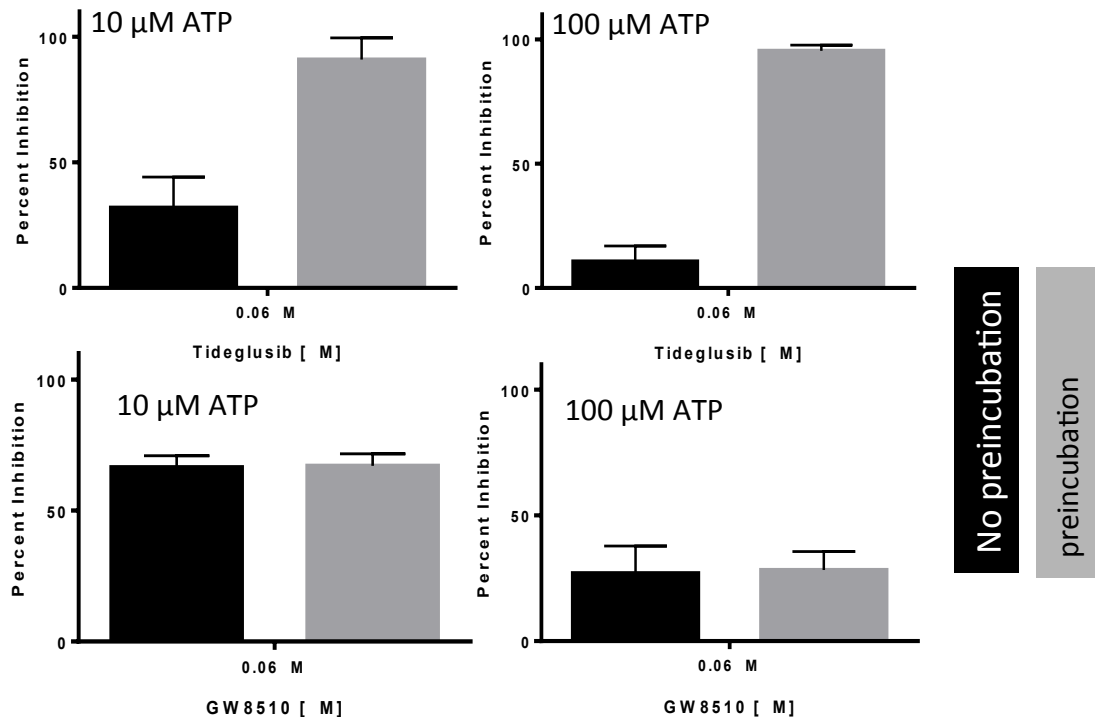 10 µM ATP
Percent Inhibition
100
50
0
0.06 M
Tideglusib [ M]
100 µM ATP
Percent Inhibition
100
50
0
0.06 M
Tideglusib [ M]
10 µM ATP
Percent Inhibition
100
50
0
0.06 M
GW8510 [ M]
100 µM ATP
Percent Inhibition
100
50
0
0.06 M
GW8510 [ M]
No preincubation
preincubation